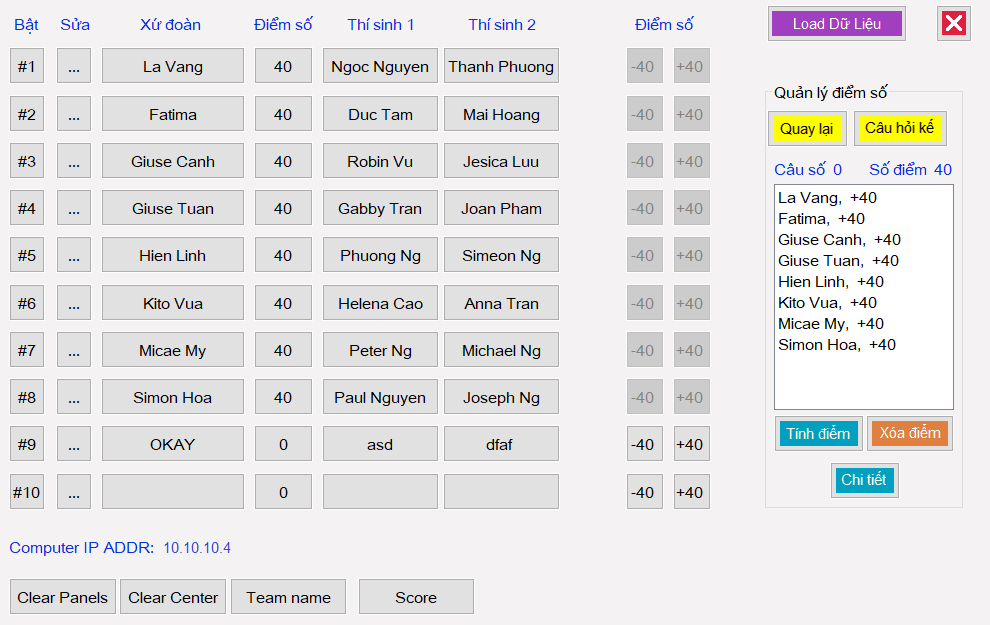 Bật Sửa Xứ đoàn Điểm số Thí sinh 1 Thí sinh 2 Điểm số Load Dữ Liệu
#1 ... La Vang 40 Ngoc Nguyen Thanh Phuong -40 +40
#2 ... Fatima 40 Duc Tam Mai Hoang -40 +40
#3 ... Giuse Canh 40 Robin Vu Jesica Luu -40 +40
#4 ... Giuse Tuan 40 Gabby Tran Joan Pham -40 +40
#5 ... Hien Linh 40 Phuong Ng Simeon Ng -40 +40
#6 ... Kito Vua 40 Helena Cao Anna Tran -40 +40
#7 ... Micae My 40 Peter Ng Michael Ng -40 +40
#8 ... Simon Hoa 40 Paul Nguyen Joseph Ng -40 +40
#9 ... OKAY 0 asd dfaf -40 +40
#10 ... 0 -40 +40
Quản lý điểm số
Quay lại Câu hỏi kế
Câu số 0 Số điểm 40
La Vang, +40
Fatima, +40
Giuse Canh, +40
Giuse Tuan, +40
Hien Linh, +40
Kito Vua, +40
Micae My, +40
Simon Hoa, +40
Tính điểm Xóa điểm
Chi tiết
Computer IP ADDR: 10.10.10.4
Clear Panels Clear Center Team name Score